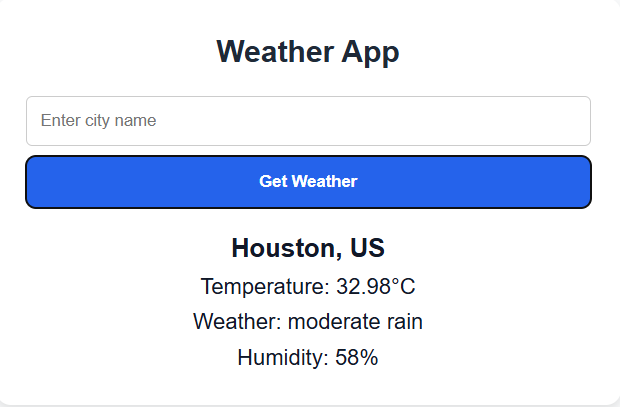 Weather App
Enter city name
Get Weather
Houston, US
Temperature: 32.98°C
Weather: moderate rain
Humidity: 58%